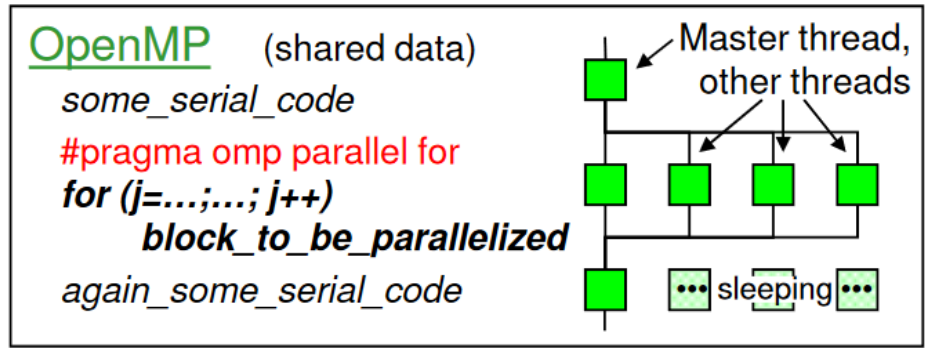 OpenMP (shared data)
some_serial_code
#pragma omp parallel for
for (j=…;…; j++)
block_to_be_parallelized
again_some_serial_code
Master thread,
other threads
••• sleeping •••